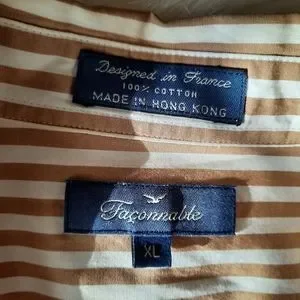 Designed in France
100% COTTON
MADE IN HONG KONG
Façonnable
XL